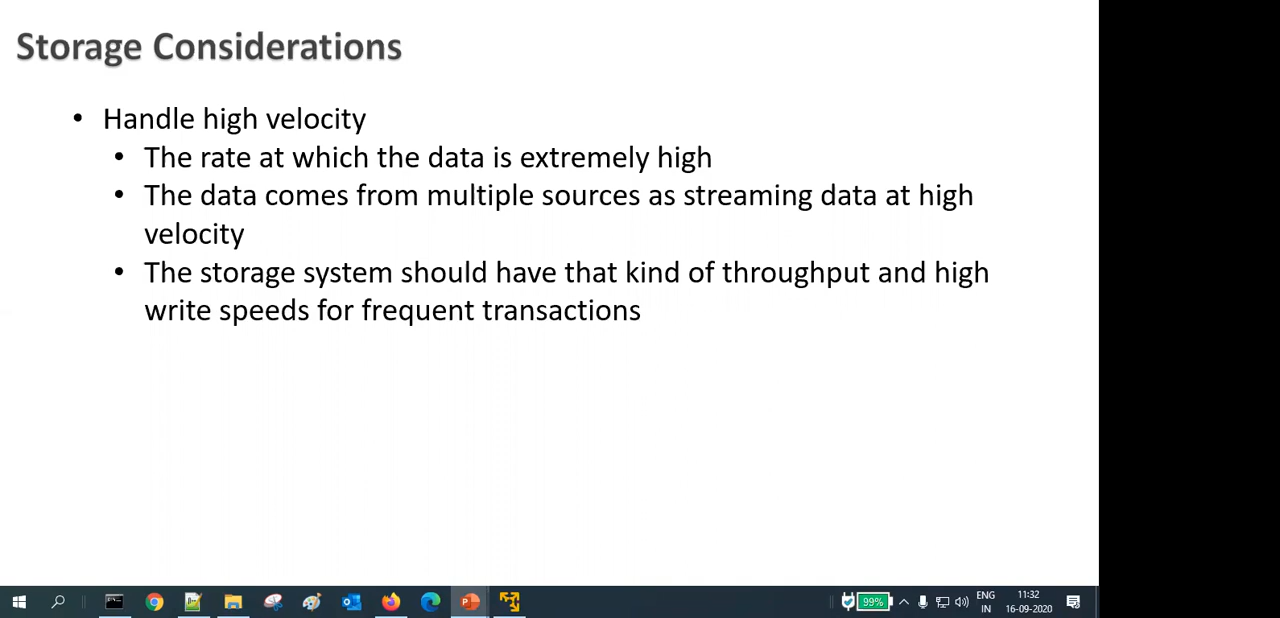 Storage Considerations
• Handle high velocity
• The rate at which the data is extremely high
• The data comes from multiple sources as streaming data at high
velocity
• The storage system should have that kind of throughput and high
write speeds for frequent transactions
99%
ENG
IN
11:32
16-09-2020